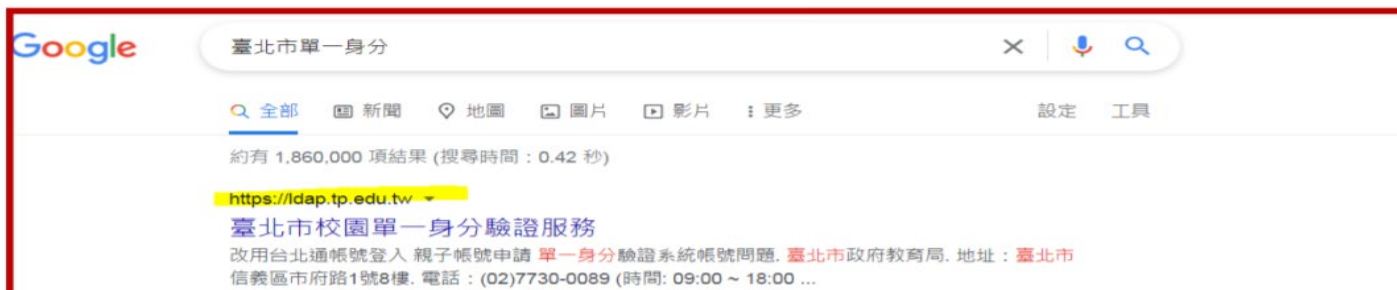 Google 臺北市單一身分
全部 新聞 地圖 圖片 影片 更多 設定 工具
約有 1,860,000 項結果 (搜尋時間：0.42 秒)
https://ldap.tp.edu.tw
臺北市校園單一身分驗證服務
改用台北通帳號登入 親子帳號申請 單一身分驗證系統帳號問題. 臺北市政府教育局. 地址：臺北市
信義區市府路1號8樓. 電話：(02)7730-0089 (時間: 09:00 ~ 18:00 ...